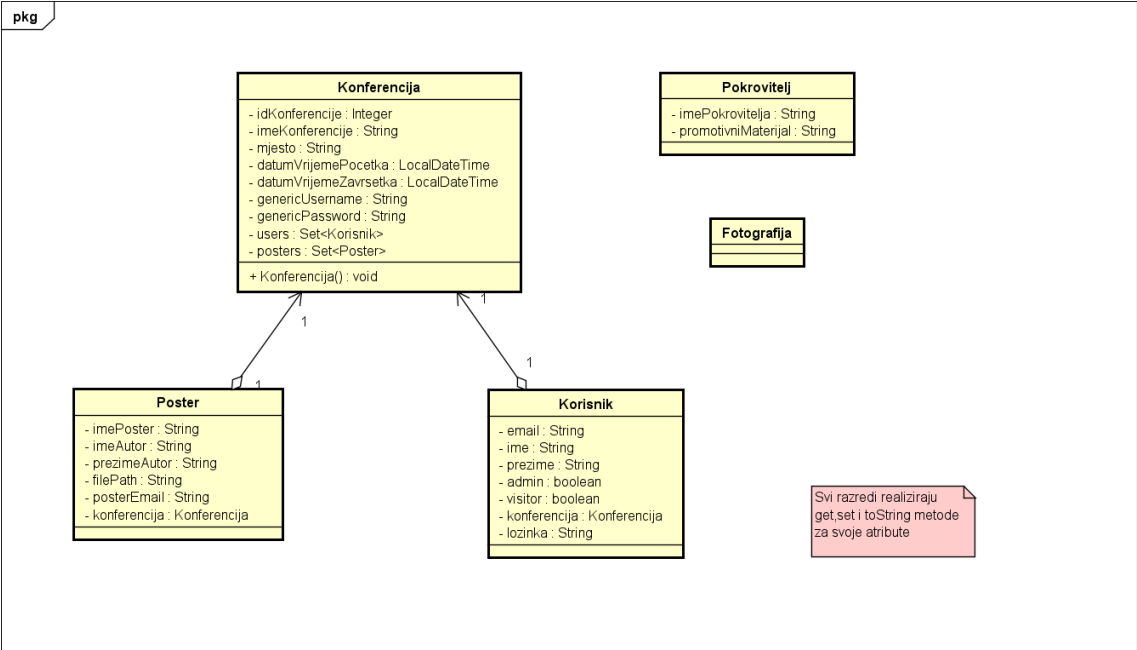 pkg
Konferencija
- idKonferencije : Integer
- imeKonferencije : String
- mjesto : String
- datumVrijemePocetka : LocalDateTime
- datumVrijemeZavrsetka : LocalDateTime
- genericUsername : String
- genericPassword : String
- users : Set<Korisnik>
- posters : Set<Poster>
+ Konferencija() : void
Pokrovitelj
- imePokrovitelja : String
- promotivniMaterijal : String
Fotografija
1
1
1
1
Poster
- imePoster : String
- imeAutor : String
- prezimeAutor : String
- filePath : String
- posterEmail : String
- konferencija : Konferencija
Korisnik
- email : String
- ime : String
- prezime : String
- admin : boolean
- visitor : boolean
- konferencija : Konferencija
- lozinka : String
Svi razredi realiziraju
get,set i toString metode
za svoje atribute